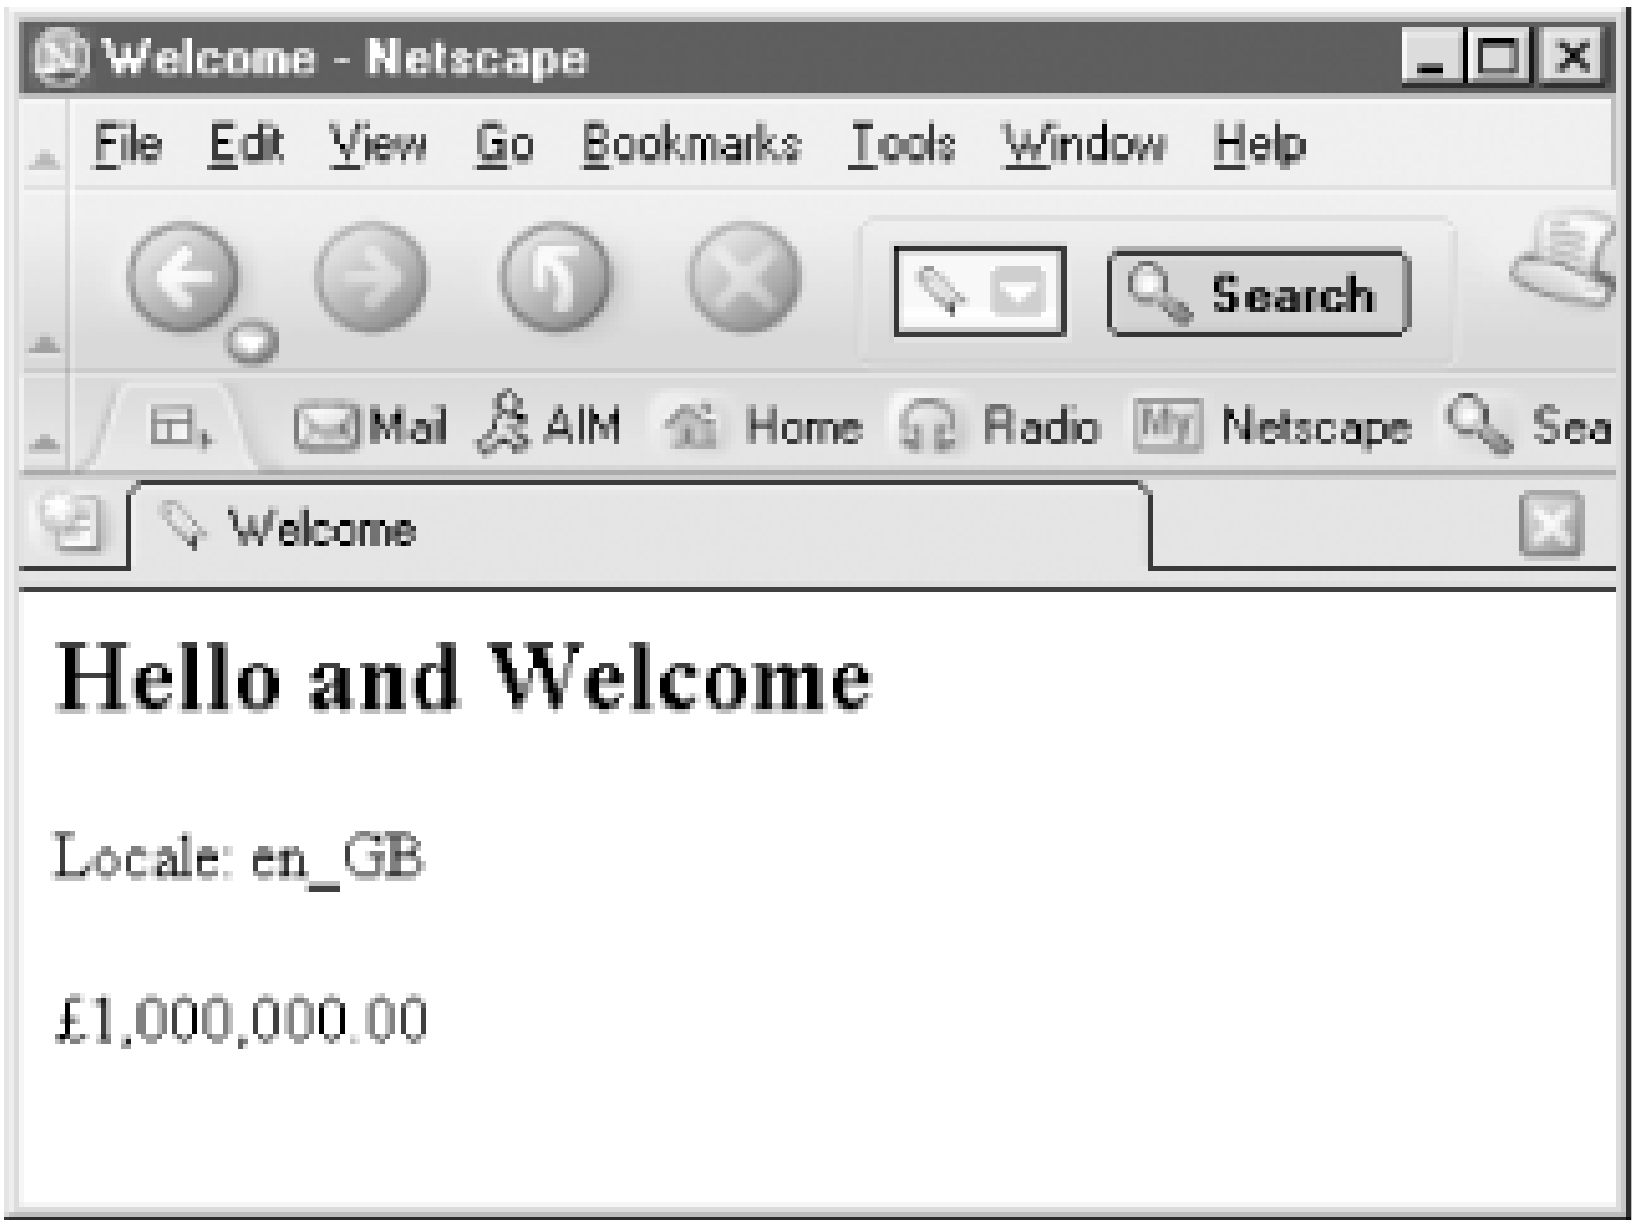 Welcome - Netscape
File Edit View Go Bookmarks Tools Window Help
Search
Mail AIM Home Radio My Netscape Sea
Welcome
Hello and Welcome
Locale: en_GB
£1,000,000.00